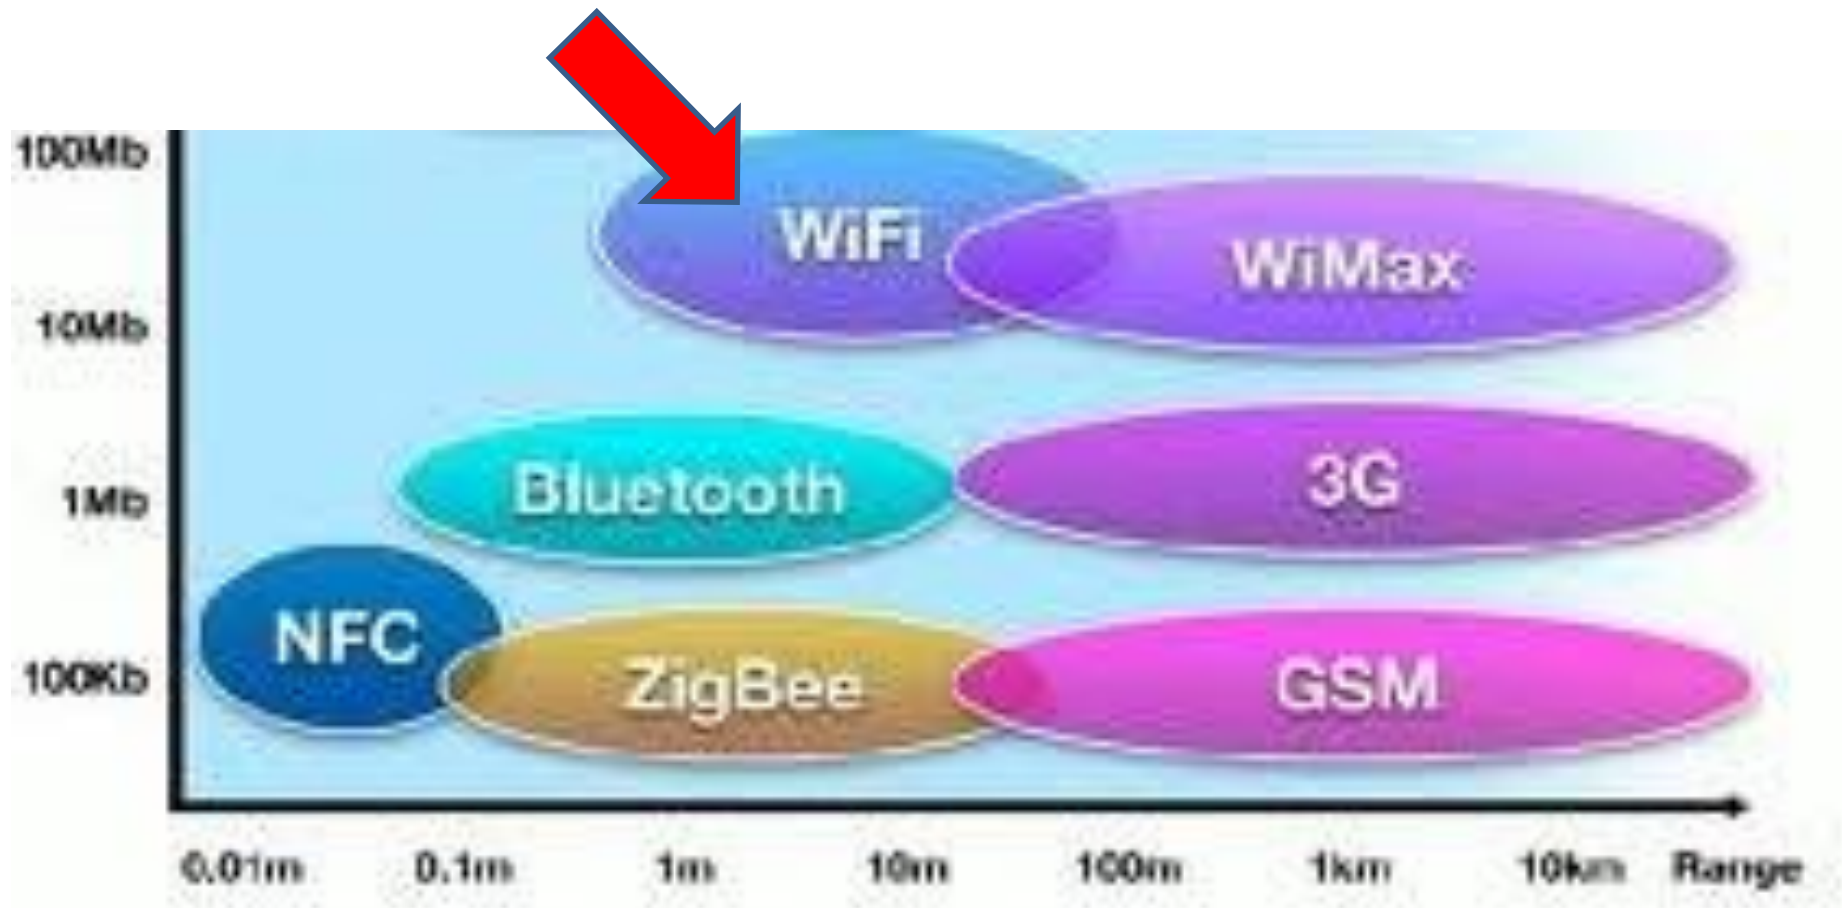 100Mb
WiFi
WiMax
10Mb
Bluetooth
3G
1Mb
NFC
ZigBee
GSM
100Kb
0.01m 0.1m 1m 10m 100m 1km 10km Range